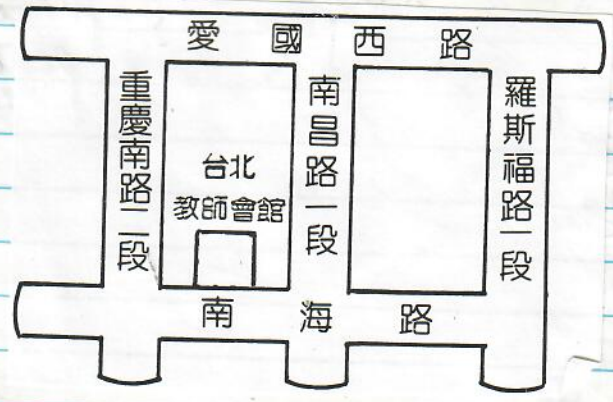 愛國西路
重慶南路二段
台北
教師會館
南昌路一段
羅斯福路一段
南海路